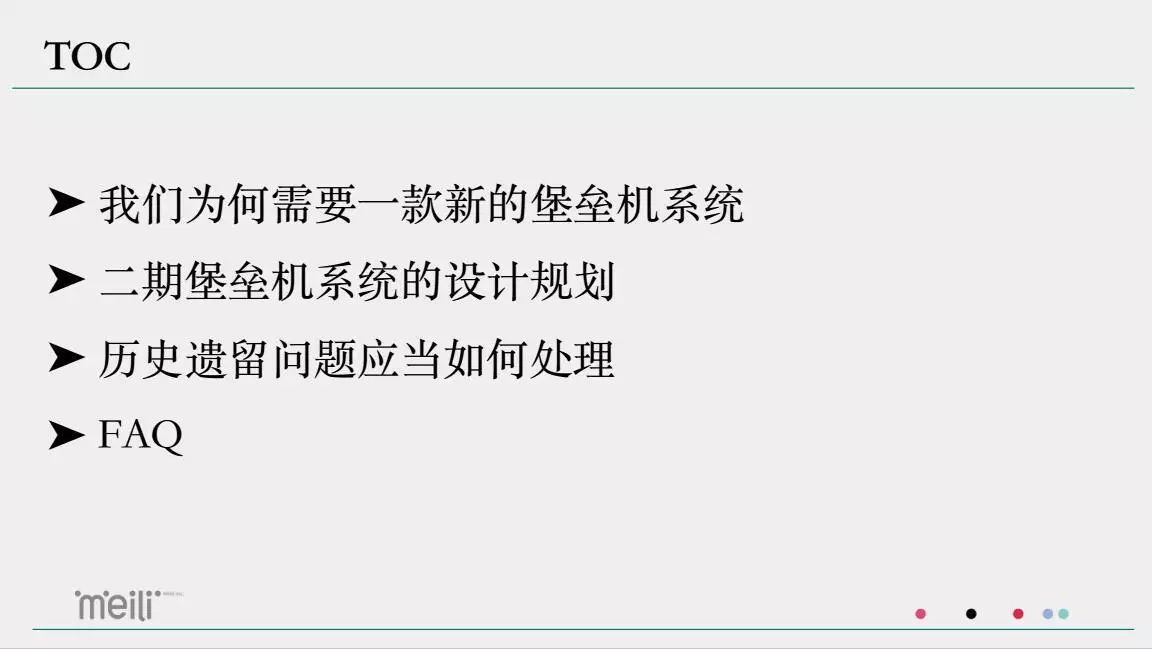 TOC
我们为何需要一款新的堡垒机系统
二期堡垒机系统的设计规划
历史遗留问题应当如何处理
FAQ
meili